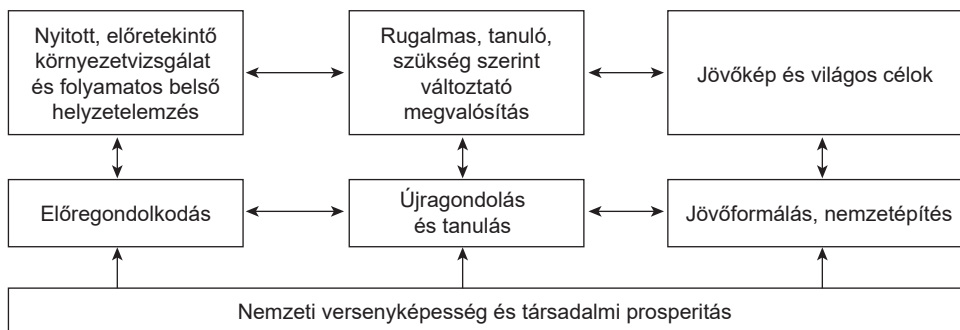 Nyitott, előretekintő
környezetvizsgálat
és folyamatos belső
helyzetelemzés
Rugalmas, tanuló,
szükség szerint
változtató
megvalósítás
Jövőkép és világos célok
Előregondolkodás
Újragondolás
és tanulás
Jövőformálás, nemzetépítés
Nemzeti versenyképesség és társadalmi prosperitás